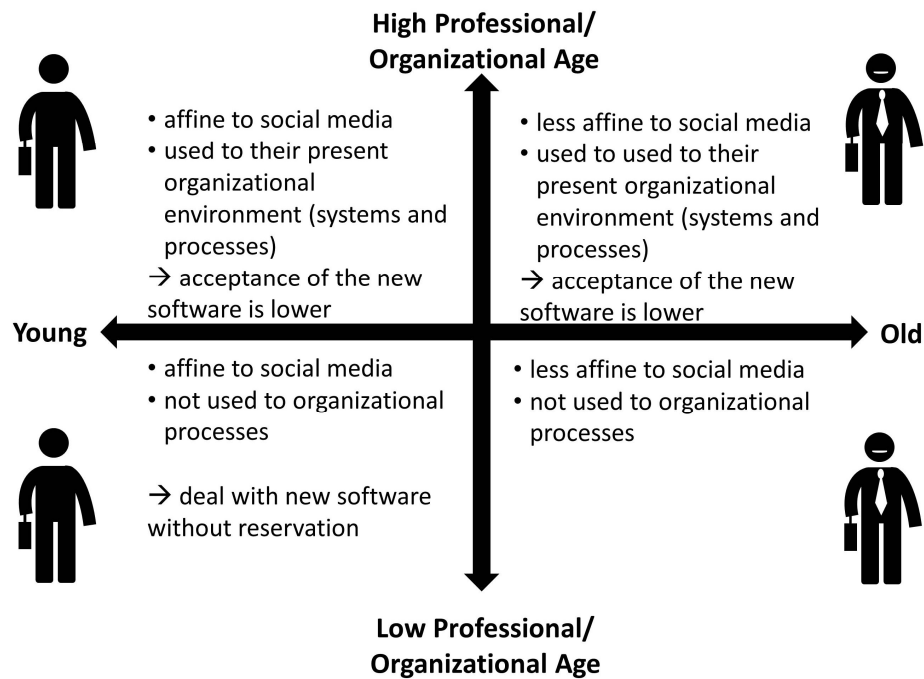 High Professional/
Organizational Age
• affine to social media
• used to their present
organizational
environment (systems and
processes)
→ acceptance of the new
software is lower
• less affine to social media
• used to used to their
present organizational
environment (systems and
processes)
→ acceptance of the new
software is lower
Young
Old
• affine to social media
• not used to organizational
processes
→ deal with new software
without reservation
• less affine to social media
• not used to organizational
processes
Low Professional/
Organizational Age